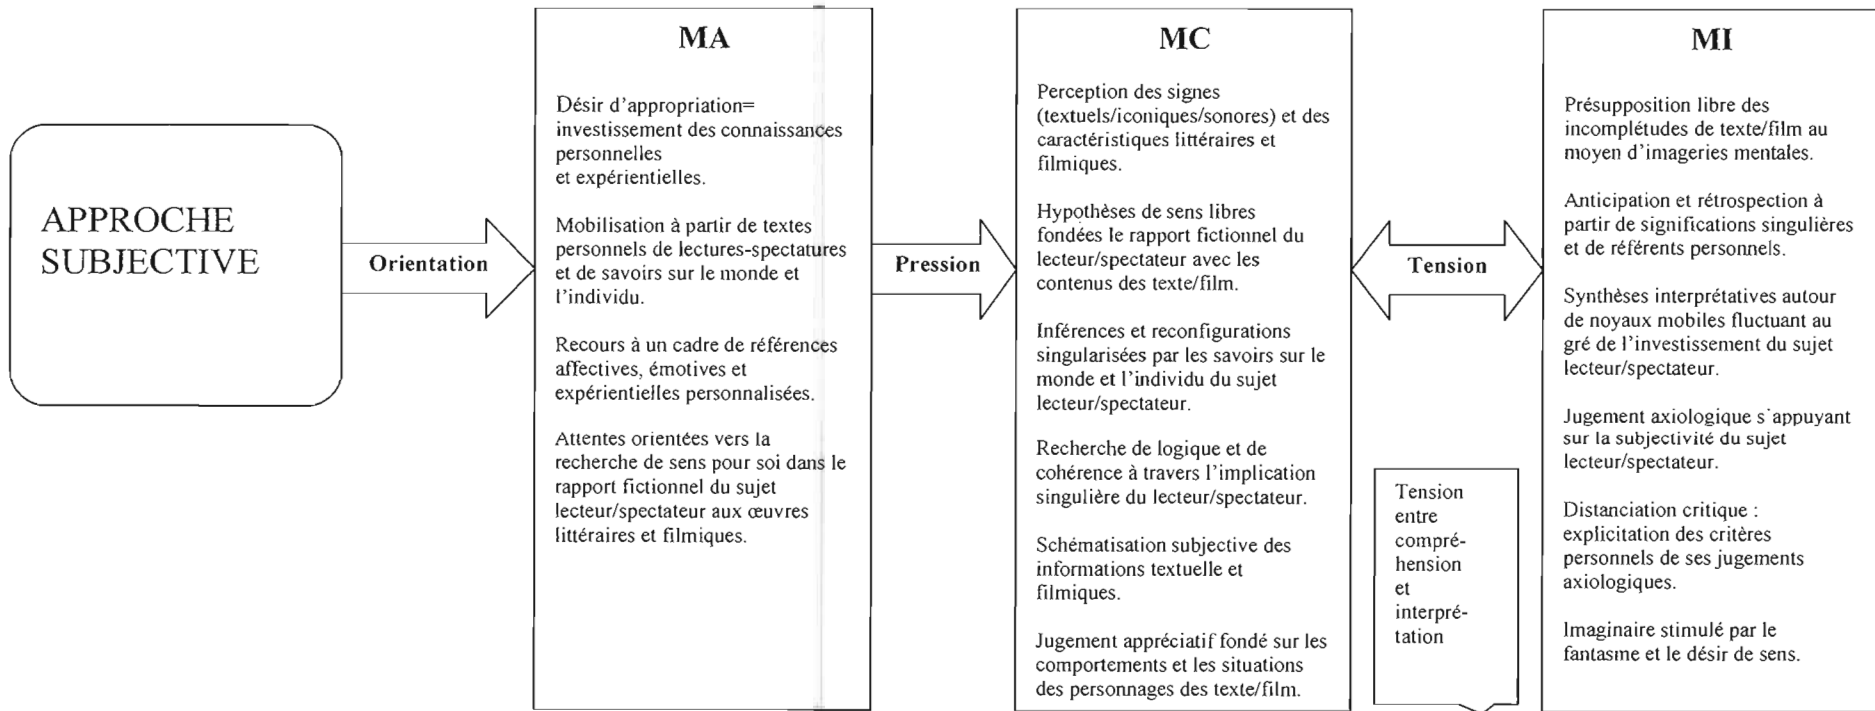 APPROCHE
SUBJECTIVE
Orientation
MA
Désir d'appropriation=
investissement des connaissances
personnelles
et expérientielles.
Mobilisation à partir de textes
personnels de lectures-spectatures
et de savoirs sur le monde et
l'individu.
Recours à un cadre de références
affectives, émotives et
expérientielles personnalisées.
Attentes orientées vers la
recherche de sens pour soi dans le
rapport fictionnel du sujet
lecteur/spectateur aux œuvres
littéraires et filmiques.
Pression
MC
Perception des signes
(textuels/iconiques/sonores) et des
caractéristiques littéraires et
filmiques.
Hypothèses de sens libres
fondées le rapport fictionnel du
lecteur/spectateur avec les
contenus des texte/film.
Inférences et reconfigurations
singularisées par les savoirs sur le
monde et l'individu du sujet
lecteur/spectateur.
Recherche de logique et de
cohérence à travers l'implication
singulière du lecteur/spectateur.
Schématisation subjective des
informations textuelle et
filmiques.
Jugement appréciatif fondé sur les
comportements et les situations
des personnages des texte/film.
Tension
Tension
entre
compré-
hension
et
interpré-
tation
MI
Présupposition libre des
incomplétudes de texte/film au
moyen d'imageries mentales.
Anticipation et rétrospection à
partir de significations singulières
et de référents personnels.
Synthèses interprétatives autour
de noyaux mobiles fluctuant au
gré de l'investissement du sujet
lecteur/spectateur.
Jugement axiologique s'appuyant
sur la subjectivité du sujet
lecteur/spectateur.
Distanciation critique :
explicitation des critères
personnels de ses jugements
axiologiques.
Imaginaire stimulé par le
fantasme et le désir de sens.